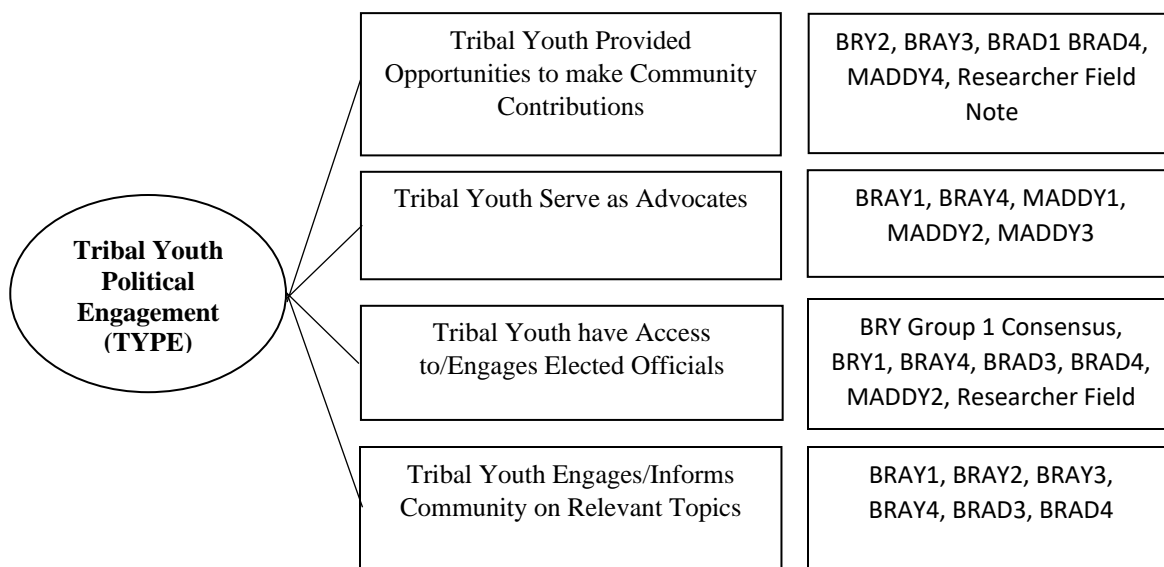 Tribal Youth Provided
Opportunities to make Community
Contributions
BRY2, BRAY3, BRAD1 BRAD4,
MADDY4, Researcher Field
Note
Tribal Youth Serve as Advocates
BRAY1, BRAY4, MADDY1,
MADDY2, MADDY3
Tribal Youth
Political
Engagement
(TYPE)
Tribal Youth have Access
to/Engages Elected Officials
BRY Group 1 Consensus,
BRY1, BRAY4, BRAD3, BRAD4,
MADDY2, Researcher Field
Tribal Youth Engages/Informs
Community on Relevant Topics
BRAY1, BRAY2, BRAY3,
BRAY4, BRAD3, BRAD4